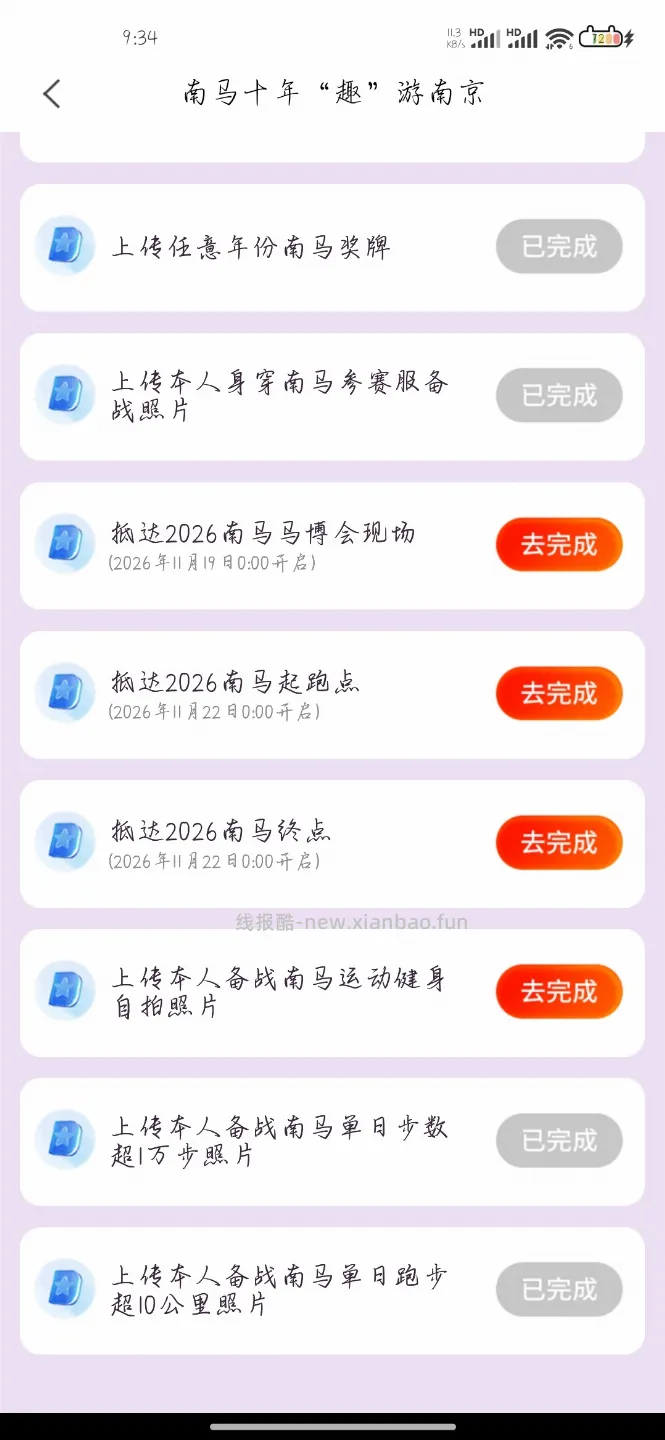 9:34
11.3
KB/s
HD
HD
6
72
南马十年“趣”游南京
上传任意年份南马奖牌
已完成
上传本人身穿南马参赛服备
战照片
已完成
抵达2026南马马博会现场
(2026年11月19日0:00开启)
去完成
抵达2026南马起跑点
(2026年11月22日0:00开启)
去完成
抵达2026南马终点
(2026年11月22日0:00开启)
去完成
线报酷-new.xianbao.fun
上传本人备战南马运动健身
自拍照片
去完成
上传本人备战南马单日步数
超1万步照片
已完成
上传本人备战南马单日跑步
超10公里照片
已完成